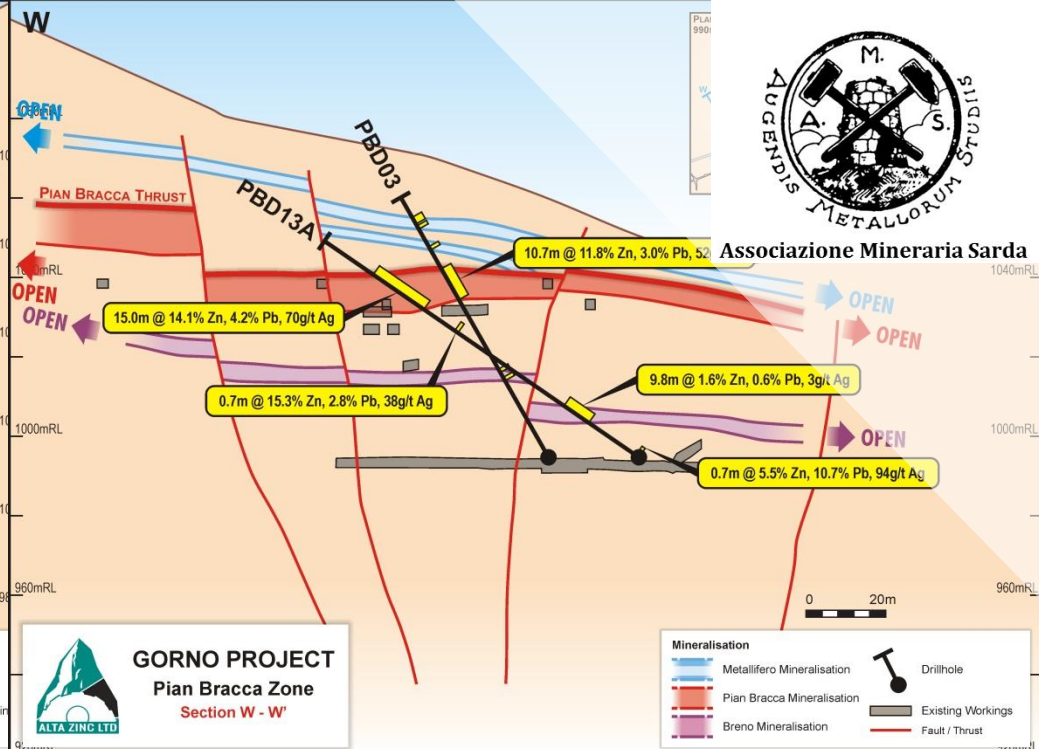 W
OPEN
PIAN BRACCA THRUST
PBD03
PBD13A
10.7m @ 11.8% Zn, 3.0% Pb,
15.0m @ 14.1% Zn, 4.2% Pb, 70g/t Ag
0.7m @ 15.3% Zn, 2.8% Pb, 38g/t Ag
9.8m @ 1.6% Zn, 0.6% Pb, 3g/t Ag
0.7m @ 5.5% Zn, 10.7% Pb, 94g/t Ag
OPEN
OPEN
OPEN
OPEN
OPEN
1040mRL
1000mRL
1000mRL
960mRL
960mRL
0 20m
AUGENDIS METALLORUM STUDIIS
A. M. S.
Associazione Mineraria Sarda
ALTA ZINC LTD
GORNO PROJECT
Pian Bracca Zone
Section W - W'
Mineralisation
Metallifero Mineralisation
Pian Bracca Mineralisation
Breno Mineralisation
Drillhole
Existing Workings
Fault / Thrust